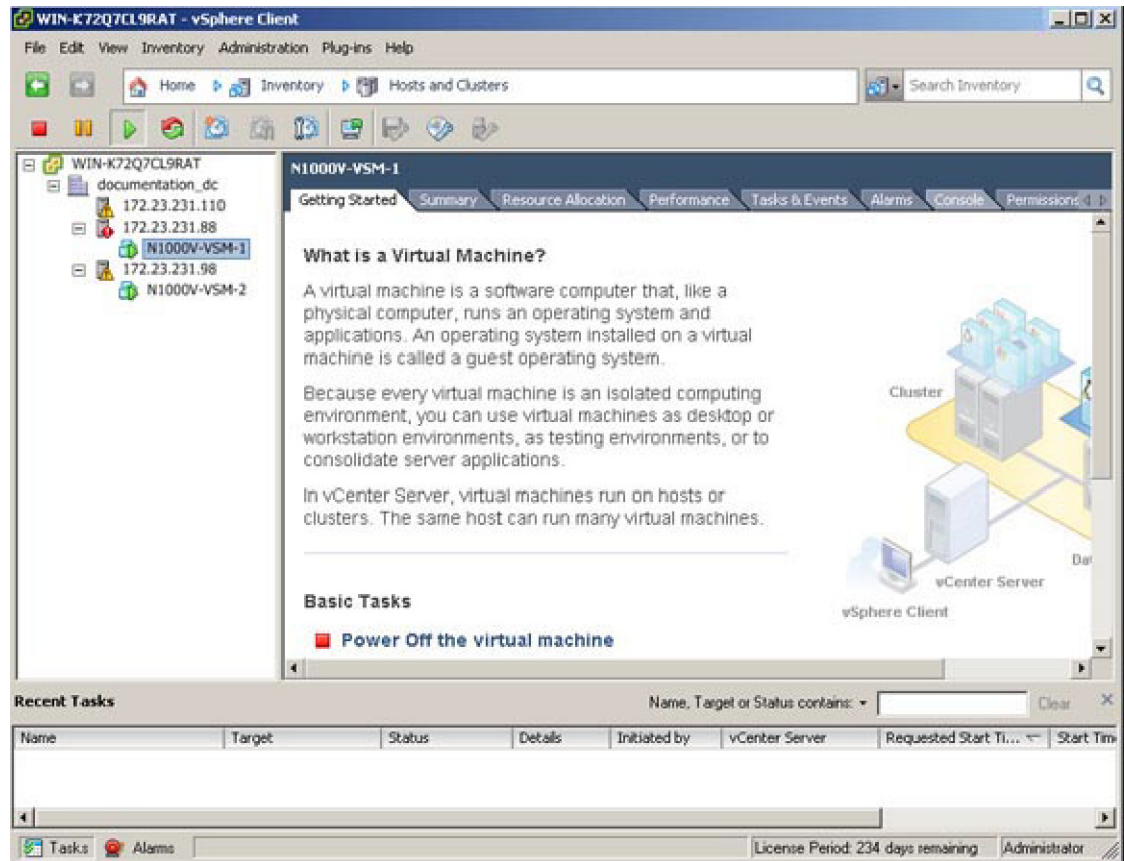 WIN-K72Q7CL9RAT - vSphere Client
File Edit View Inventory Administration Plug-ins Help
Home Inventory Hosts and Clusters
Search Inventory
WIN-K72Q7CL9RAT
documentation_dc
172.23.231.110
172.23.231.88
N1000V-VSM-1
172.23.231.98
N1000V-VSM-2
N1000V-VSM-1
Getting Started Summary Resource Allocation Performance Tasks & Events Alarms Console Permissions
What is a Virtual Machine?
A virtual machine is a software computer that, like a
physical computer, runs an operating system and
applications. An operating system installed on a virtual
machine is called a guest operating system.
Because every virtual machine is an isolated computing
environment, you can use virtual machines as desktop or
workstation environments, as testing environments, or to
consolidate server applications.
In vCenter Server, virtual machines run on hosts or
clusters. The same host can run many virtual machines.
Cluster
Da
vCenter Server
vSphere Client
Basic Tasks
Power Off the virtual machine
Recent Tasks
Name, Target or Status contains:
Clear
Name Target Status Details Initiated by vCenter Server Requested Start Ti... Start Tim
Tasks Alarms
License Period: 234 days remaining
Administrator